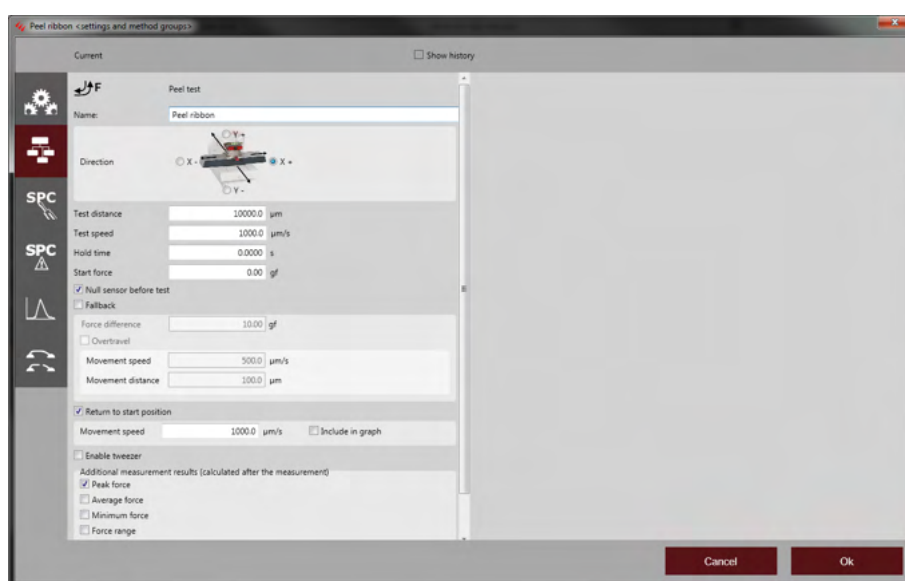 Peel ribbon <settings and method groups>
Current
Show history
F
Peel test
Name:
Peel ribbon
Y +
Direction
X -
X +
Y -
SPC
Test distance
10000.0 µm
Test speed
1000.0 µm/s
SPC
Hold time
0.0000 s
Start force
0.00 gf
Null sensor before test
Fallback
Force difference
10.00 gf
Overtravel
Movement speed
500.0 µm/s
Movement distance
100.0 µm
Return to start position
Movement speed
1000.0 µm/s
Include in graph
Enable tweezer
Additional measurement results (calculated after the measurement)
Peak force
Average force
Minimum force
Force range
Cancel
Ok